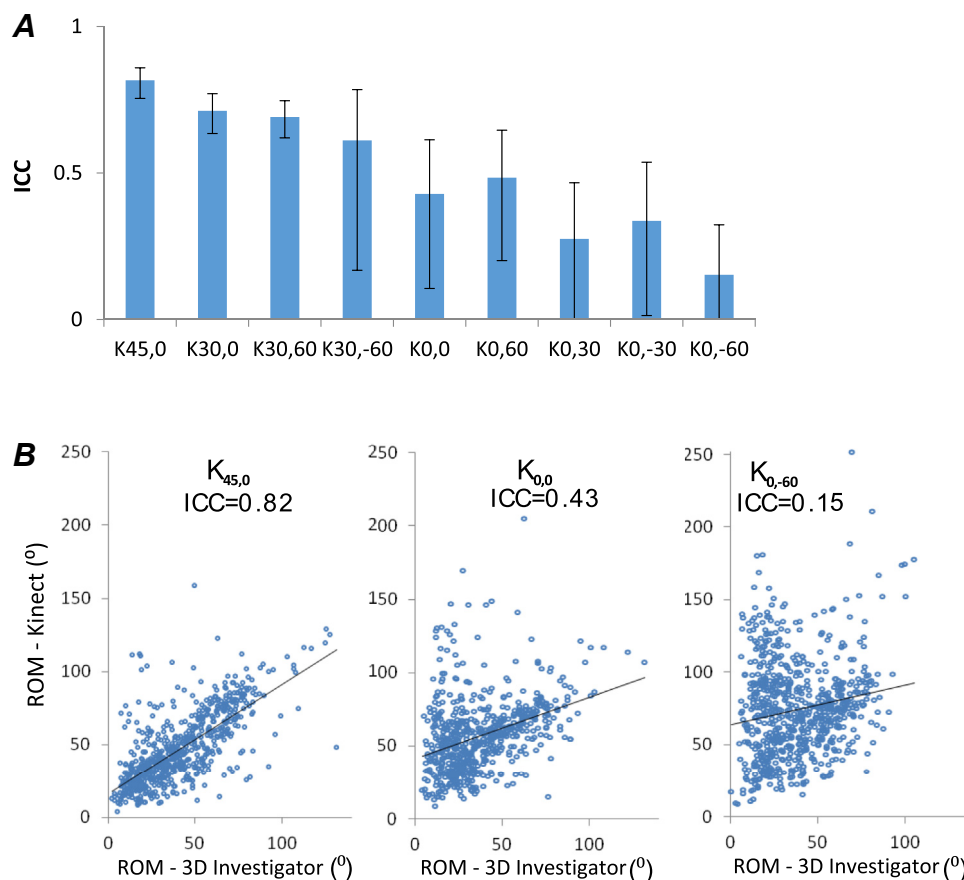 A
1
0.5
0
ICC
K45,0 K30,0 K30,60 K30,-60 K0,0 K0,60 K0,30 K0,-30 K0,-60
B
ROM - Kinect (⁰)
250
200
150
100
50
0
K45,0
ICC=0.82
0 50 100
ROM - 3D Investigator (⁰)
250
200
150
100
50
0
K0,0
ICC=0.43
0 50 100
ROM - 3D Investigator (⁰)
250
200
150
100
50
0
K0,-60
ICC=0.15
0 50 100
ROM - 3D Investigator (⁰)